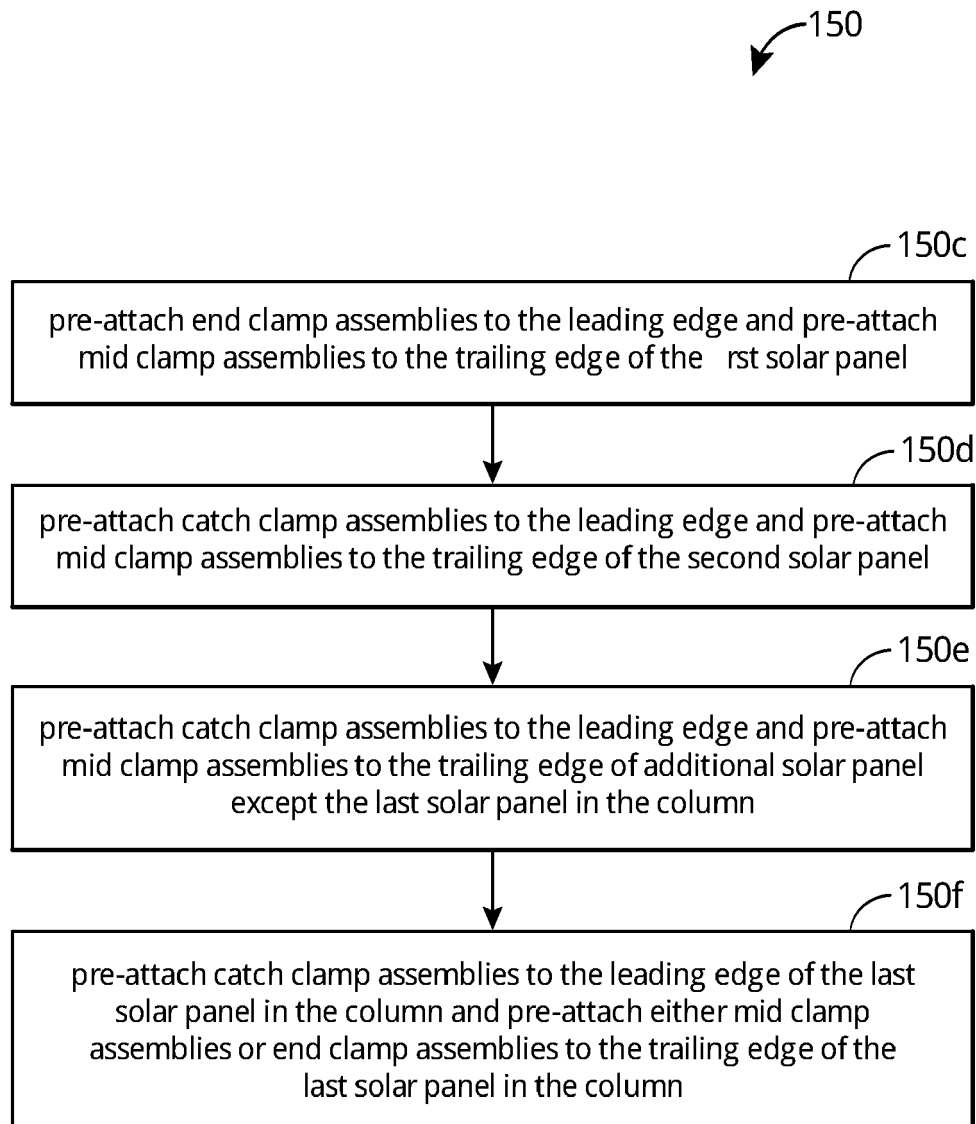 150
150c
pre-attach end clamp assemblies to the leading edge and pre-attach
mid clamp assemblies to the trailing edge of the rst solar panel
150d
pre-attach catch clamp assemblies to the leading edge and pre-attach
mid clamp assemblies to the trailing edge of the second solar panel
150e
pre-attach catch clamp assemblies to the leading edge and pre-attach
mid clamp assemblies to the trailing edge of additional solar panel
except the last solar panel in the column
150f
pre-attach catch clamp assemblies to the leading edge of the last
solar panel in the column and pre-attach either mid clamp
assemblies or end clamp assemblies to the trailing edge of the
last solar panel in the column